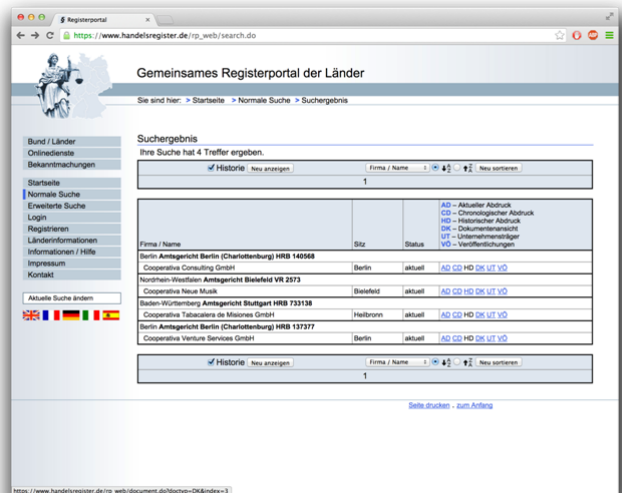 Registerportal
https://www.handelsregister.de/rp_web/search.do
Gemeinsames Registerportal der Länder
Sie sind hier: > Startseite > Normale Suche > Suchergebnis
Bund / Länder
Onlinedienste
Bekanntmachungen
Startseite
Normale Suche
Erweiterte Suche
Login
Registrieren
Länderinformationen
Informationen / Hilfe
Impressum
Kontakt
Aktuelle Suche ändern
Suchergebnis
Ihre Suche hat 4 Treffer ergeben.
Historie Neu anzeigen Firma / Name Neu sortieren
1
AD – Aktueller Abdruck
CD – Chronologischer Abdruck
HD – Historischer Abdruck
DK – Dokumentenansicht
UT – Unternehmensträger
VÖ – Veröffentlichungen
Firma / Name Sitz Status
Berlin Amtsgericht Berlin (Charlottenburg) HRB 140568
Cooperativa Consulting GmbH Berlin aktuell AD CD HD DK UT VÖ
Nordrhein-Westfalen Amtsgericht Bielefeld VR 2573
Cooperativa Neue Musik Bielefeld aktuell AD CD HD DK UT VÖ
Baden-Württemberg Amtsgericht Stuttgart HRB 733138
Cooperativa Tabacalera de Misiones GmbH Heilbronn aktuell AD CD HD DK UT VÖ
Berlin Amtsgericht Berlin (Charlottenburg) HRB 137377
Cooperativa Venture Services GmbH Berlin aktuell AD CD HD DK UT VÖ
Historie Neu anzeigen Firma / Name Neu sortieren
1
Seite drucken - zum Anfang
https://www.handelsregister.de/rp_web/document.do?doctyp=DK&index=3